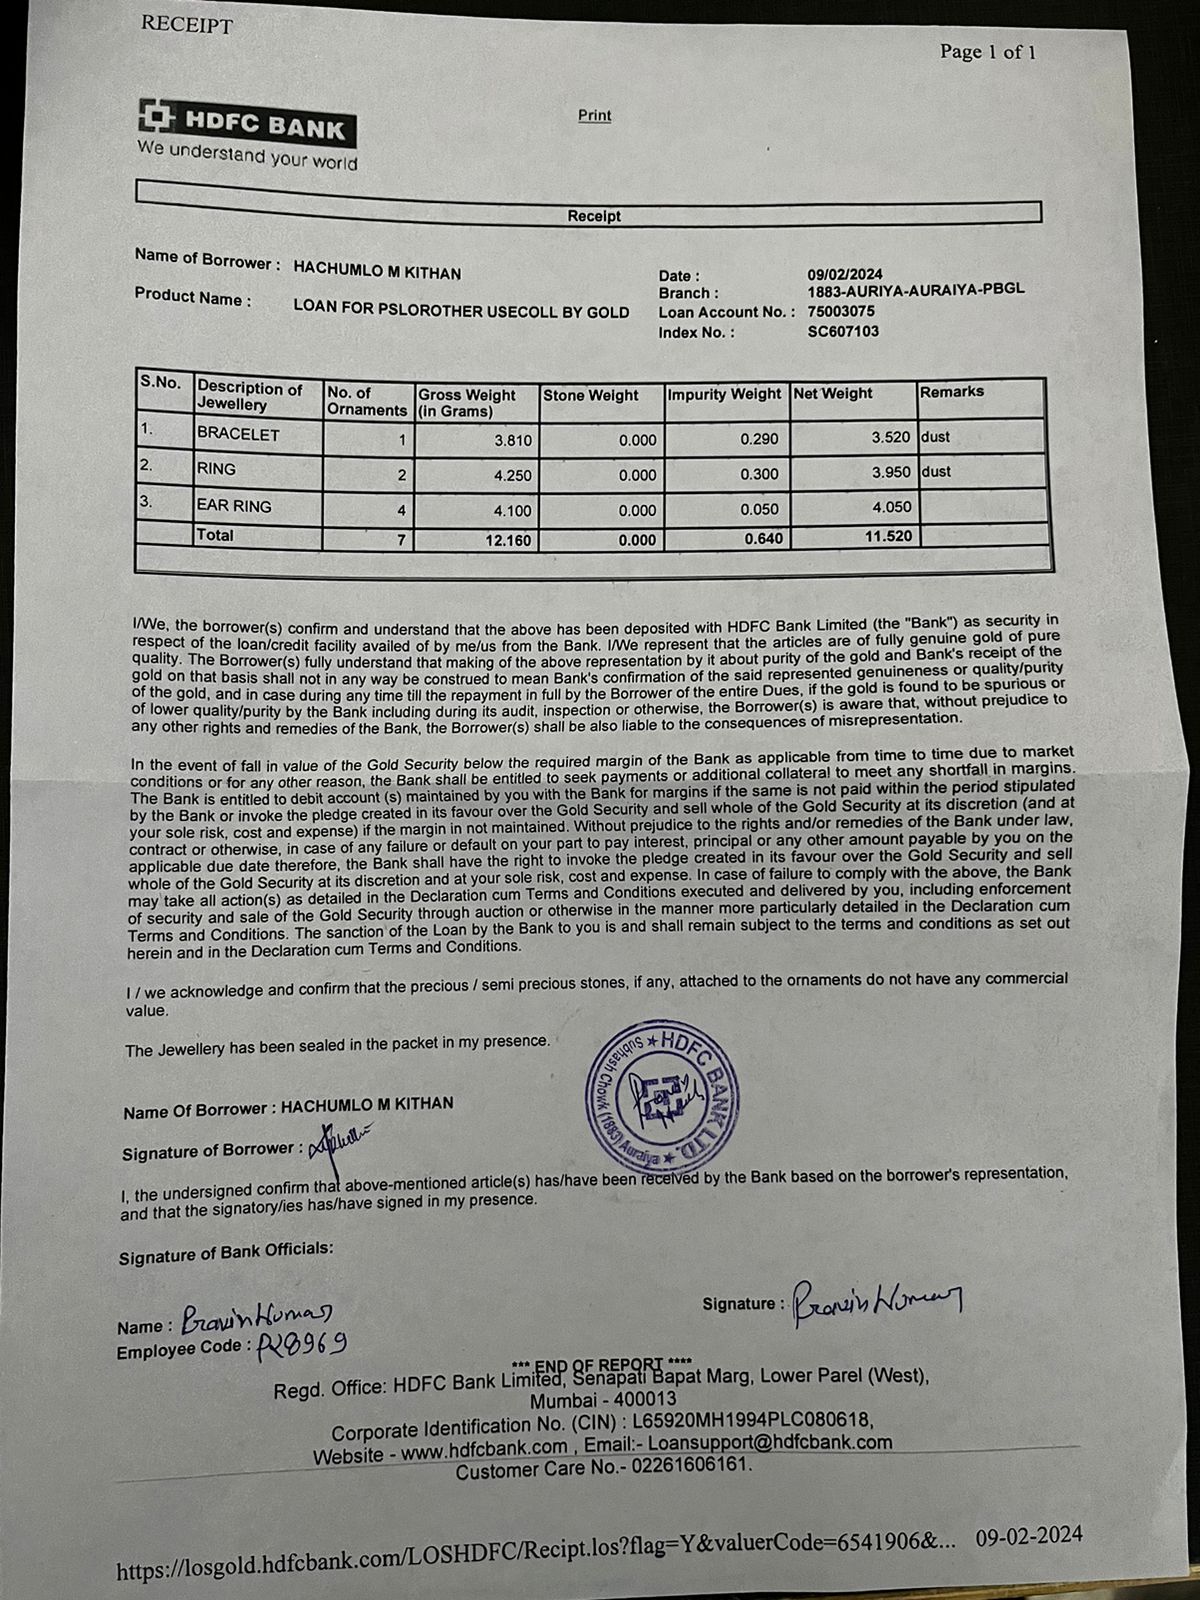 RECEIPT
Page 1 of 1
HDFC BANK
We understand your world
Print
Receipt
Name of Borrower : HACHUMLO M KITHAN
Product Name : LOAN FOR PSLOROTHER USECOLL BY GOLD
Date : 09/02/2024
Branch : 1883-AURIYA-AURAIYA-PBGL
Loan Account No. : 75003075
Index No. : SC607103
S.No. Description of Jewellery No. of Ornaments Gross Weight (in Grams) Stone Weight Impurity Weight Net Weight Remarks
1. BRACELET 1 3.810 0.000 0.290 3.520 dust
2. RING 2 4.250 0.000 0.300 3.950 dust
3. EAR RING 4 4.100 0.000 0.050 4.050
Total 7 12.160 0.000 0.640 11.520
I/We, the borrower(s) confirm and understand that the above has been deposited with HDFC Bank Limited (the "Bank") as security in
respect of the loan/credit facility availed of by me/us from the Bank. I/We represent that the articles are of fully genuine gold of pure
quality. The Borrower(s) fully understand that making of the above representation by it about purity of the gold and Bank's receipt of the
gold on that basis shall not in any way be construed to mean Bank's confirmation of the said represented genuineness or quality/purity
of the gold, and in case during any time till the repayment in full by the Borrower of the entire Dues, if the gold is found to be spurious or
of lower quality/purity by the Bank including during its audit, inspection or otherwise, the Borrower(s) is aware that, without prejudice to
any other rights and remedies of the Bank, the Borrower(s) shall be also liable to the consequences of misrepresentation.
In the event of fall in value of the Gold Security below the required margin of the Bank as applicable from time to time due to market
conditions or for any other reason, the Bank shall be entitled to seek payments or additional collateral to meet any shortfall in margins.
The Bank is entitled to debit account (s) maintained by you with the Bank for margins if the same is not paid within the period stipulated
by the Bank or invoke the pledge created in its favour over the Gold Security and sell whole of the Gold Security at its discretion (and at
your sole risk, cost and expense) if the margin in not maintained. Without prejudice to the rights and/or remedies of the Bank under law,
contract or otherwise, in case of any failure or default on your part to pay interest, principal or any other amount payable by you on the
applicable due date therefore, the Bank shall have the right to invoke the pledge created in its favour over the Gold Security and sell
whole of the Gold Security at its discretion and at your sole risk, cost and expense. In case of failure to comply with the above, the Bank
may take all action(s) as detailed in the Declaration cum Terms and Conditions executed and delivered by you, including enforcement
of security and sale of the Gold Security through auction or otherwise in the manner more particularly detailed in the Declaration cum
Terms and Conditions. The sanction of the Loan by the Bank to you is and shall remain subject to the terms and conditions as set out
herein and in the Declaration cum Terms and Conditions.
I / we acknowledge and confirm that the precious / semi precious stones, if any, attached to the ornaments do not have any commercial
value.
The Jewellery has been sealed in the packet in my presence.
HDFC BANK LTD. ★ Subhash Chowk (1883) Auraiya ★
Name Of Borrower : HACHUMLO M KITHAN
Signature of Borrower :
I, the undersigned confirm that above-mentioned article(s) has/have been received by the Bank based on the borrower's representation,
and that the signatory/ies has/have signed in my presence.
Signature of Bank Officials:
Name : Pravin Kumar
Signature : Pravin Kumar
Employee Code : P28969
*** END OF REPORT ****
Regd. Office: HDFC Bank Limited, Senapati Bapat Marg, Lower Parel (West),
Mumbai - 400013
Corporate Identification No. (CIN) : L65920MH1994PLC080618,
Website - www.hdfcbank.com , Email:- Loansupport@hdfcbank.com
Customer Care No.- 02261606161.
https://losgold.hdfcbank.com/LOSHDFC/Recipt.los?flag=Y&valuerCode=6541906&... 09-02-2024